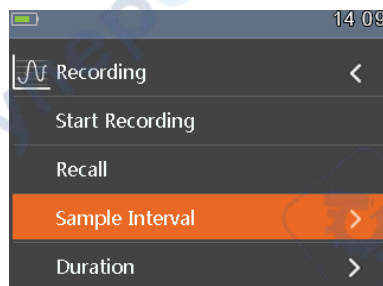 14 09
Recording
Start Recording
Recall
Sample Interval
Duration